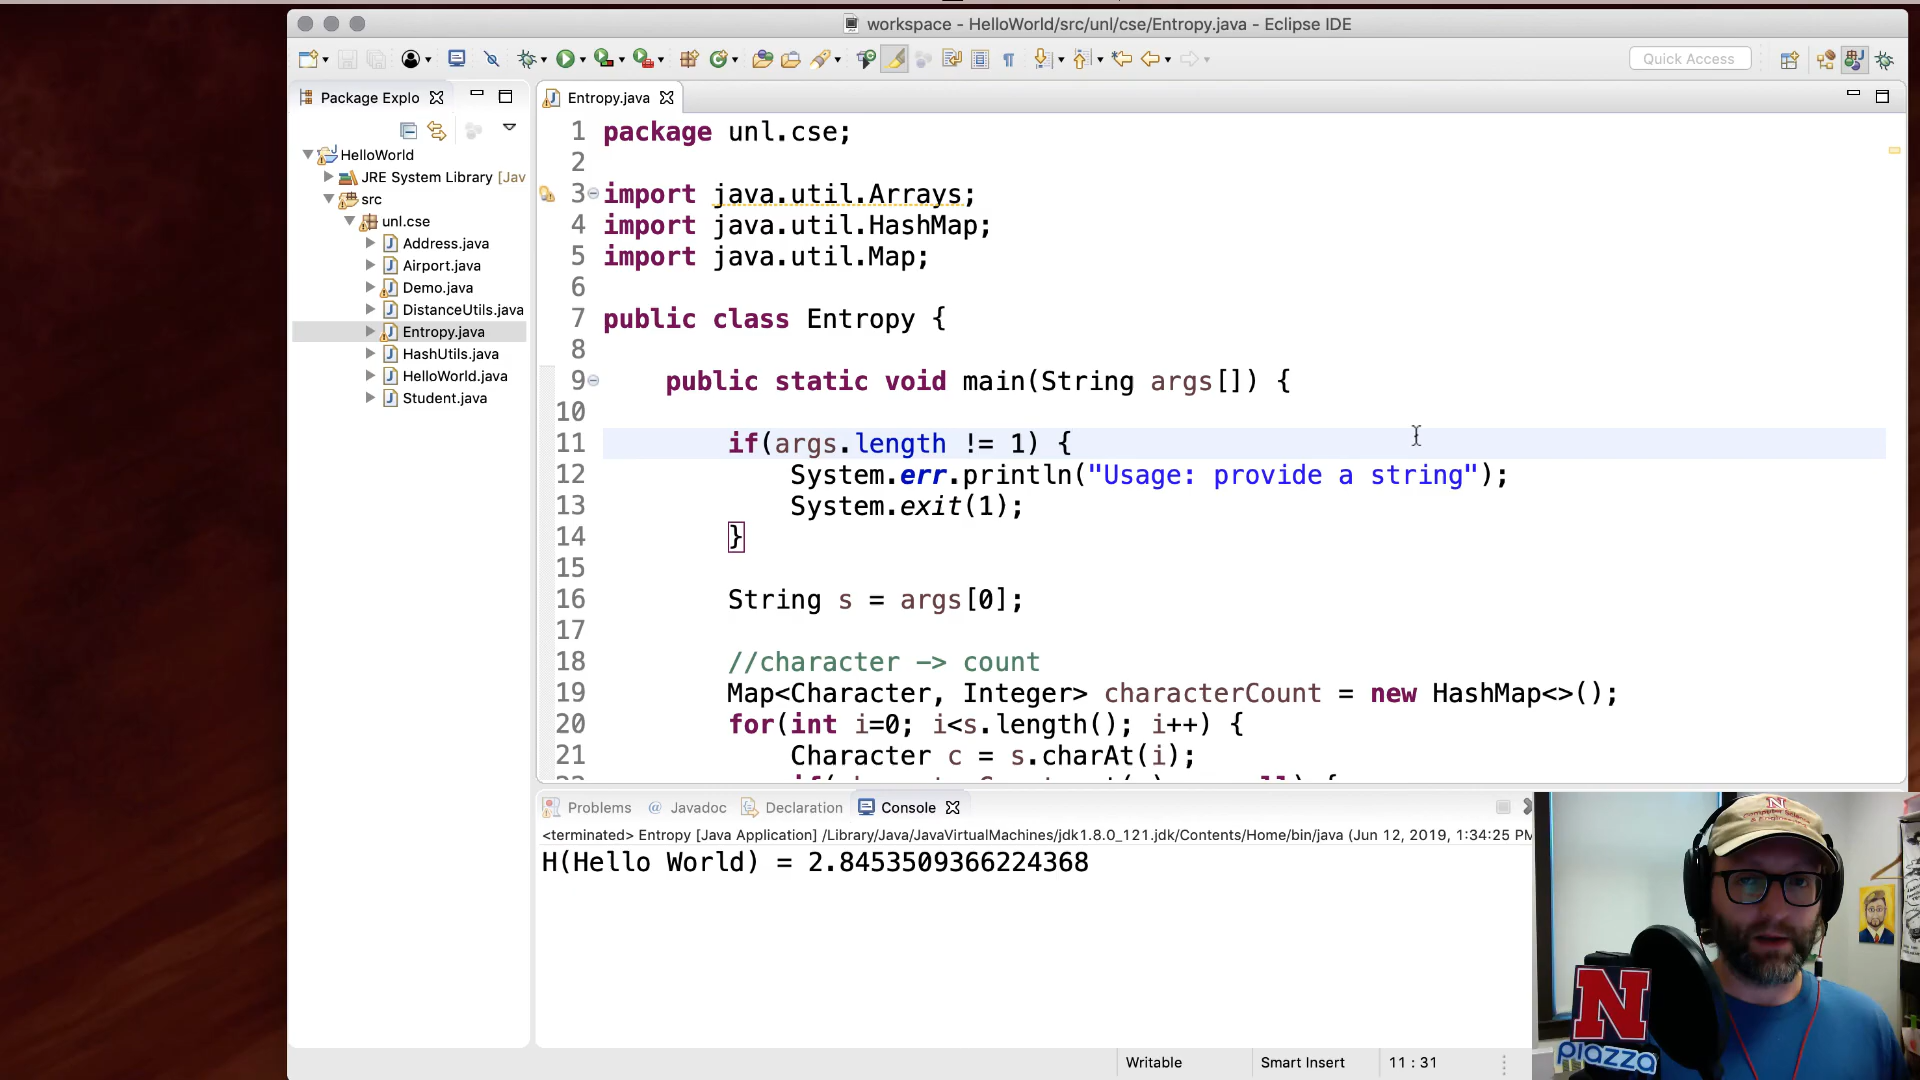 workspace - HelloWorld/src/unl/cse/Entropy.java - Eclipse IDE
Quick Access
Package Explo
HelloWorld
JRE System Library [Jav
src
unl.cse
Address.java
Airport.java
Demo.java
DistanceUtils.java
Entropy.java
HashUtils.java
HelloWorld.java
Student.java
Entropy.java
1 package unl.cse;
2
3 import java.util.Arrays;
4 import java.util.HashMap;
5 import java.util.Map;
6
7 public class Entropy {
8
9 public static void main(String args[]) {
10
11 if(args.length != 1) {
12 System.err.println("Usage: provide a string");
13 System.exit(1);
14 }
15
16 String s = args[0];
17
18 //character -> count
19 Map<Character, Integer> characterCount = new HashMap<>();
20 for(int i=0; i<s.length(); i++) {
21 Character c = s.charAt(i);
Problems Javadoc Declaration Console
<terminated> Entropy [Java Application] /Library/Java/JavaVirtualMachines/jdk1.8.0_121.jdk/Contents/Home/bin/java (Jun 12, 2019, 1:34:25 PM
H(Hello World) = 2.8453509366224368
N
N
piazza
Writable Smart Insert 11 : 31